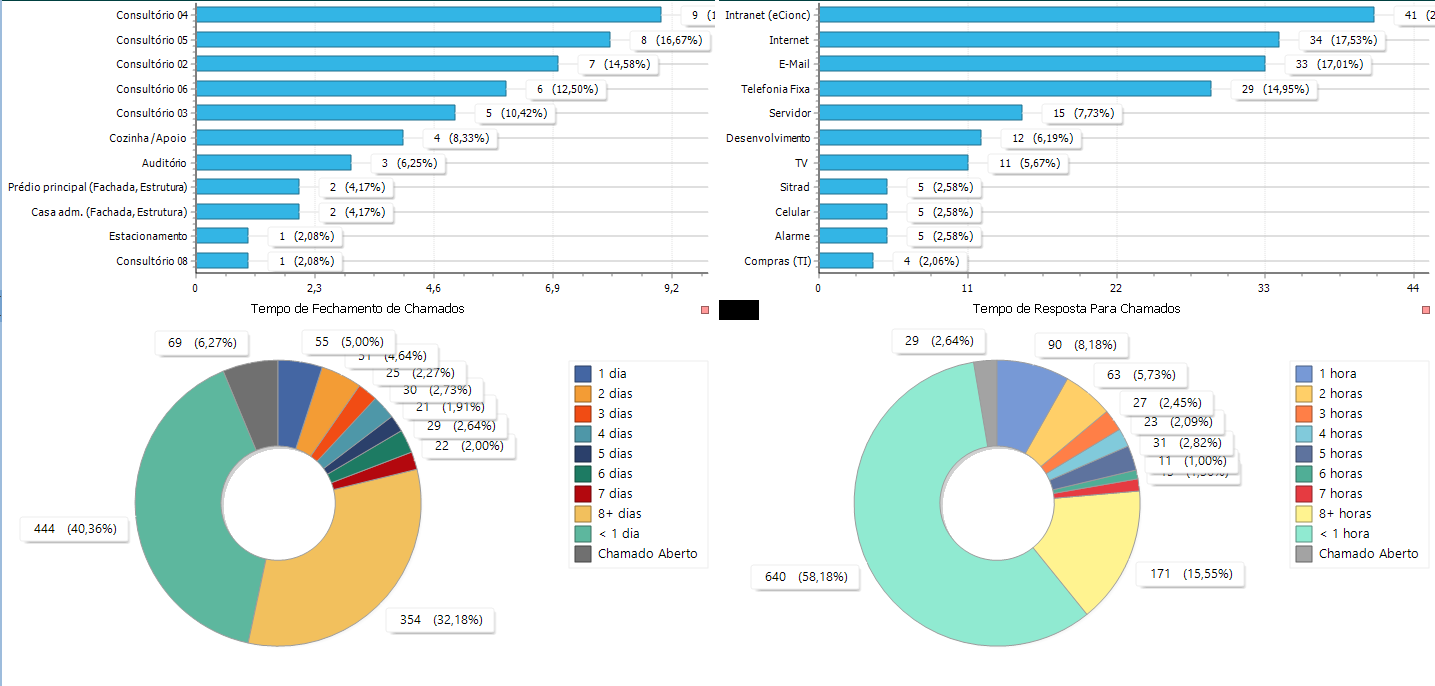 Consultório 04 9
Consultório 05 8 (16,67%)
Consultório 02 7 (14,58%)
Consultório 06 6 (12,50%)
Consultório 03 5 (10,42%)
Cozinha/Apoio 4 (8,33%)
Auditório 3 (6,25%)
Prédio principal (Fachada, Estrutura) 2 (4,17%)
Casa adm. (Fachada, Estrutura) 2 (4,17%)
Estacionamento 1 (2,08%)
Consultório 08 1 (2,08%)
0 2,3 4,6 6,9 9,2
Intranet (eCionc) 41
Internet 34 (17,53%)
E-Mail 33 (17,01%)
Telefonia Fixa 29 (14,95%)
Servidor 15 (7,73%)
Desenvolvimento 12 (6,19%)
TV 11 (5,67%)
Sitrad 5 (2,58%)
Celular 5 (2,58%)
Alarme 5 (2,58%)
Compras (TI) 4 (2,06%)
0 11 22 33 44
Tempo de Fechamento de Chamados
69 (6,27%)
55 (5,00%)
51 (4,64%)
25 (2,27%)
30 (2,73%)
21 (1,91%)
29 (2,64%)
22 (2,00%)
444 (40,36%)
354 (32,18%)
1 dia
2 dias
3 dias
4 dias
5 dias
6 dias
7 dias
8+ dias
< 1 dia
Chamado Aberto
Tempo de Resposta Para Chamados
29 (2,64%)
90 (8,18%)
63 (5,73%)
27 (2,45%)
23 (2,09%)
31 (2,82%)
11 (1,00%)
640 (58,18%)
171 (15,55%)
1 hora
2 horas
3 horas
4 horas
5 horas
6 horas
7 horas
8+ horas
< 1 hora
Chamado Aberto